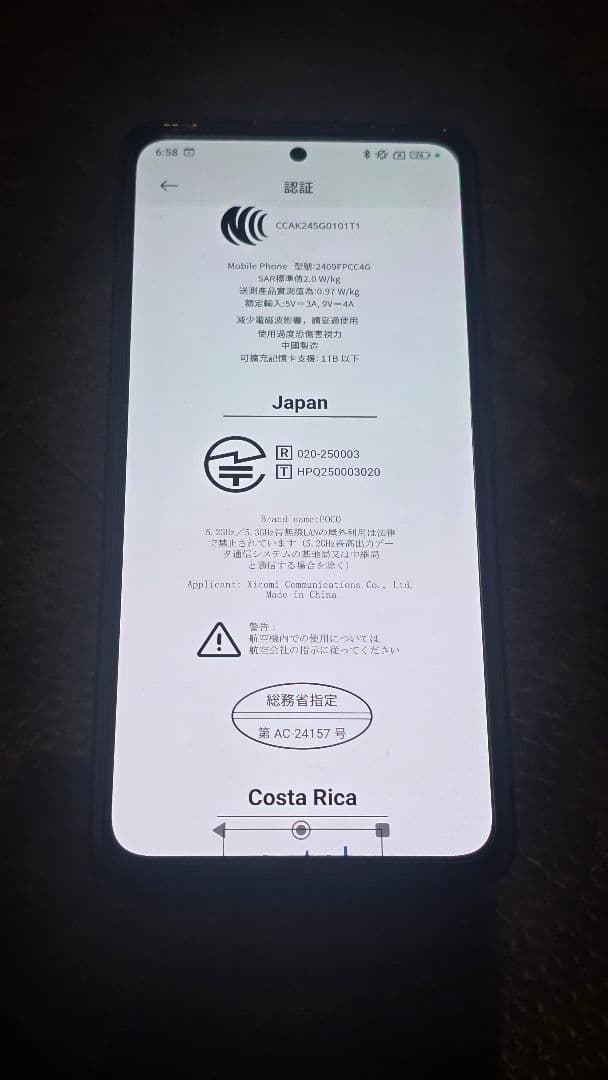 6:58
認証
CCAK245G0101T1
Mobile Phone 型號:2409FPCC4G
SAR標準值2.0 W/kg
送測產品實測值為:0.97 W/kg
額定輸入:5V⎓3A, 9V⎓4A
減少電磁波影響，請妥適使用
使用過度恐傷害視力
中國製造
可擴充記憶卡支援: 1TB 以下
Japan
R 020-250003
T HPQ250003020
Brand name:POCO
5.2GHz／5.3GHz帯無線LANの屋外利用は法律
で禁止されています（5.2GHz帯高出力デー
タ通信システムの基地局又は中継局
と通信する場合を除く）
Applicant: Xiaomi Communications Co., Ltd.
Made in China
警告：
航空機内での使用については
航空会社の指示に従ってください
総務省指定
第 AC-24157 号
Costa Rica